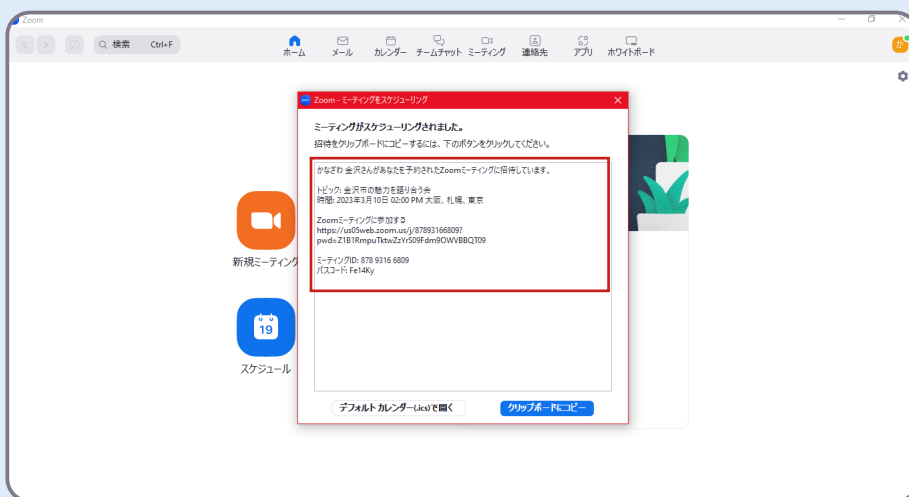 Zoom
検索 Ctrl+F
ホーム メール カレンダー チームチャット ミーティング 連絡先 アプリ ホワイトボード
か
zoom Zoom - ミーティングをスケジューリング
ミーティングがスケジューリングされました。
招待をクリップボードにコピーするには、下のボタンをクリックしてください。
かなざわ 金沢さんがあなたを予約されたZoomミーティングに招待しています。
トピック: 金沢市の魅力を語り合う会
時間: 2023年3月10日 02:00 PM 大阪、札幌、東京
Zoomミーティングに参加する
https://us05web.zoom.us/j/87893166809?
pwd=Z1B1RmpuTktwZzYrS09Fdm9OWVBBQT09
ミーティングID: 878 9316 6809
パスコード: Fe14Ky
新規ミーティング
19
スケジュール
デフォルト カレンダー(.ics)で開く
クリップボードにコピー